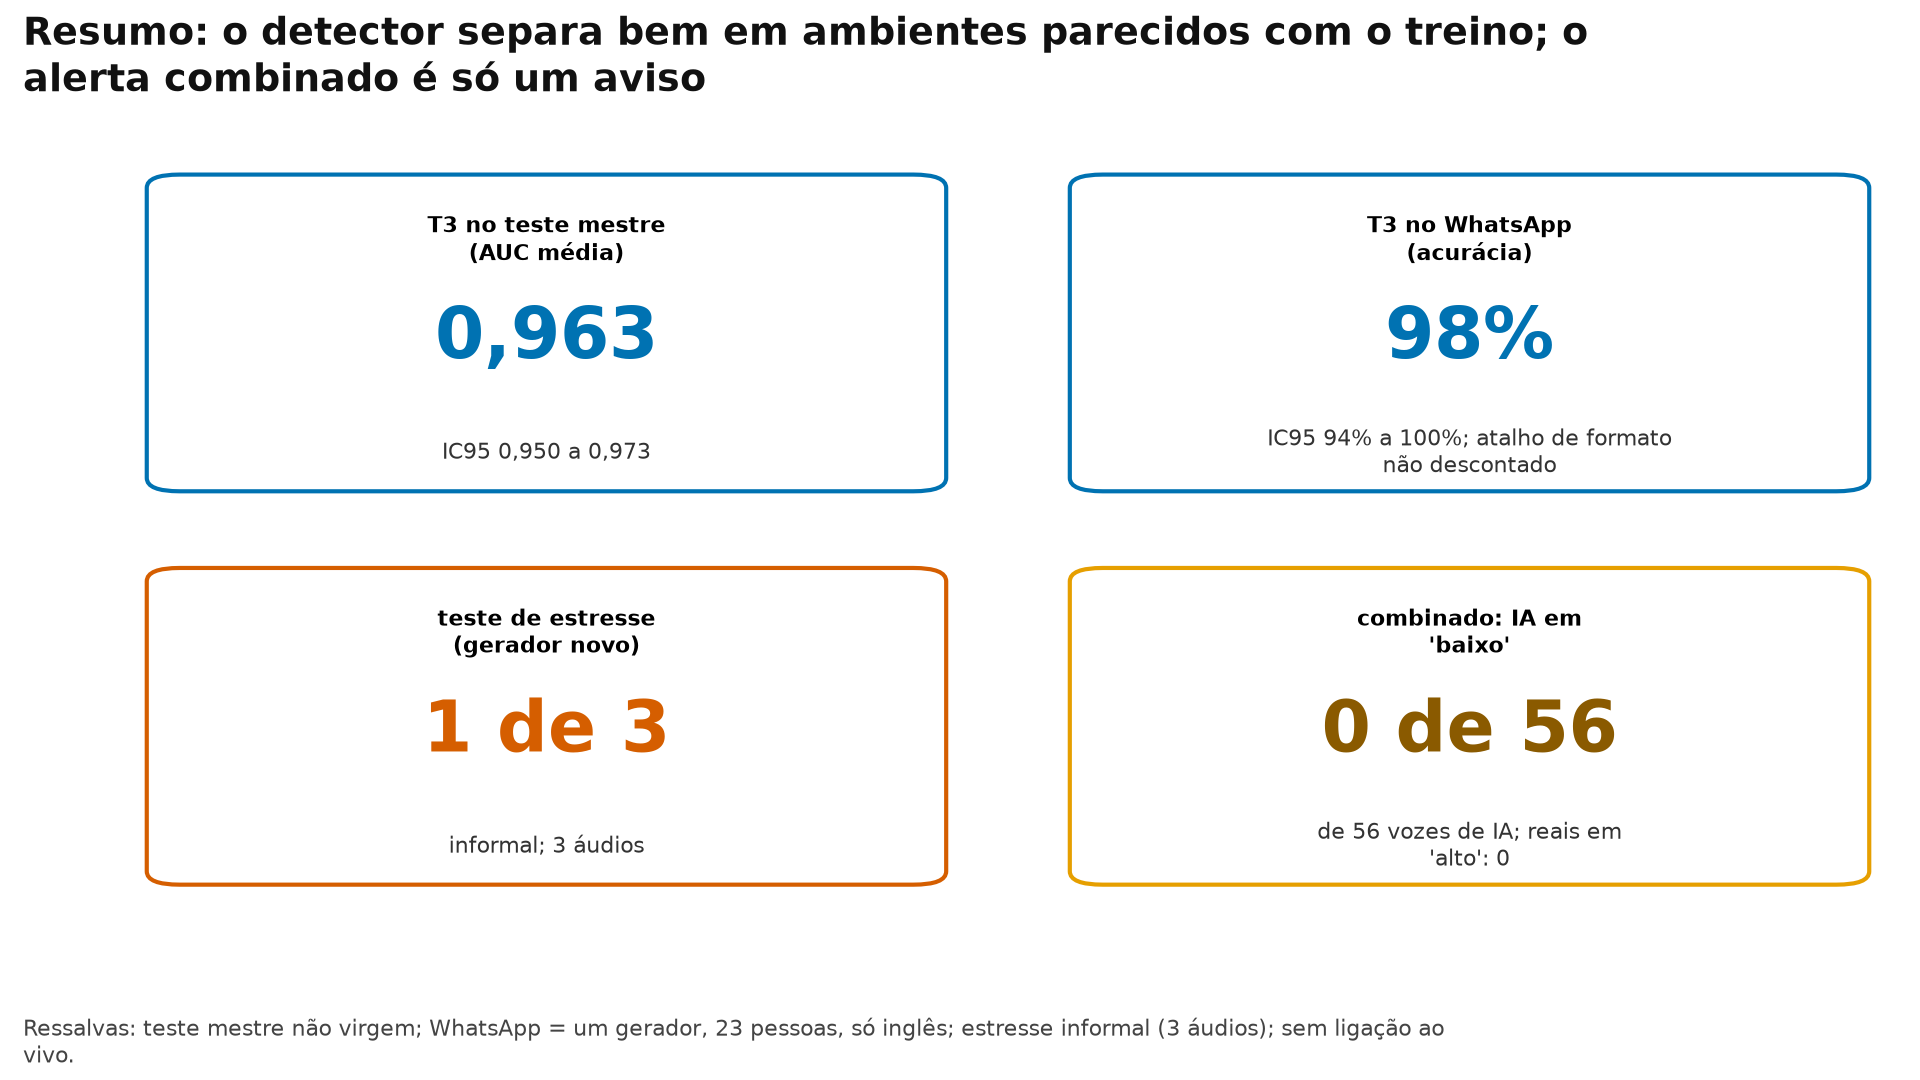 Resumo: o detector separa bem em ambientes parecidos com o treino; o
alerta combinado é só um aviso
T3 no teste mestre
(AUC média)
0,963
IC95 0,950 a 0,973
T3 no WhatsApp
(acurácia)
98%
IC95 94% a 100%; atalho de formato
não descontado
teste de estresse
(gerador novo)
1 de 3
informal; 3 áudios
combinado: IA em
'baixo'
0 de 56
de 56 vozes de IA; reais em
'alto': 0
Ressalvas: teste mestre não virgem; WhatsApp = um gerador, 23 pessoas, só inglês; estresse informal (3 áudios); sem ligação ao
vivo.